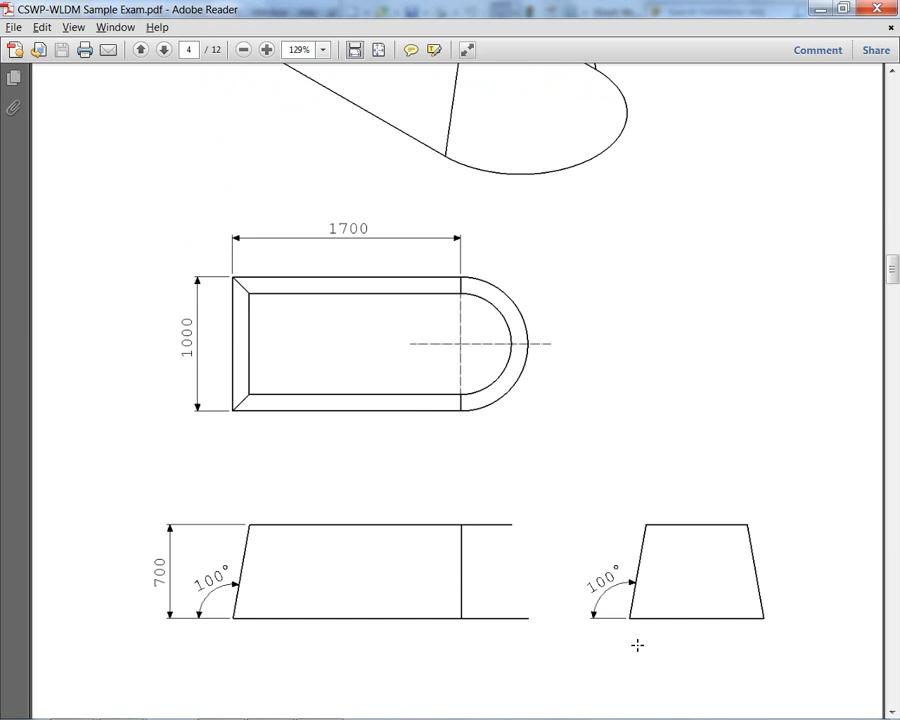 CSWP-WLDM Sample Exam.pdf - Adobe Reader
File Edit View Window Help
4 / 12 129% Comment Share
1700
1000
700
100°
100°